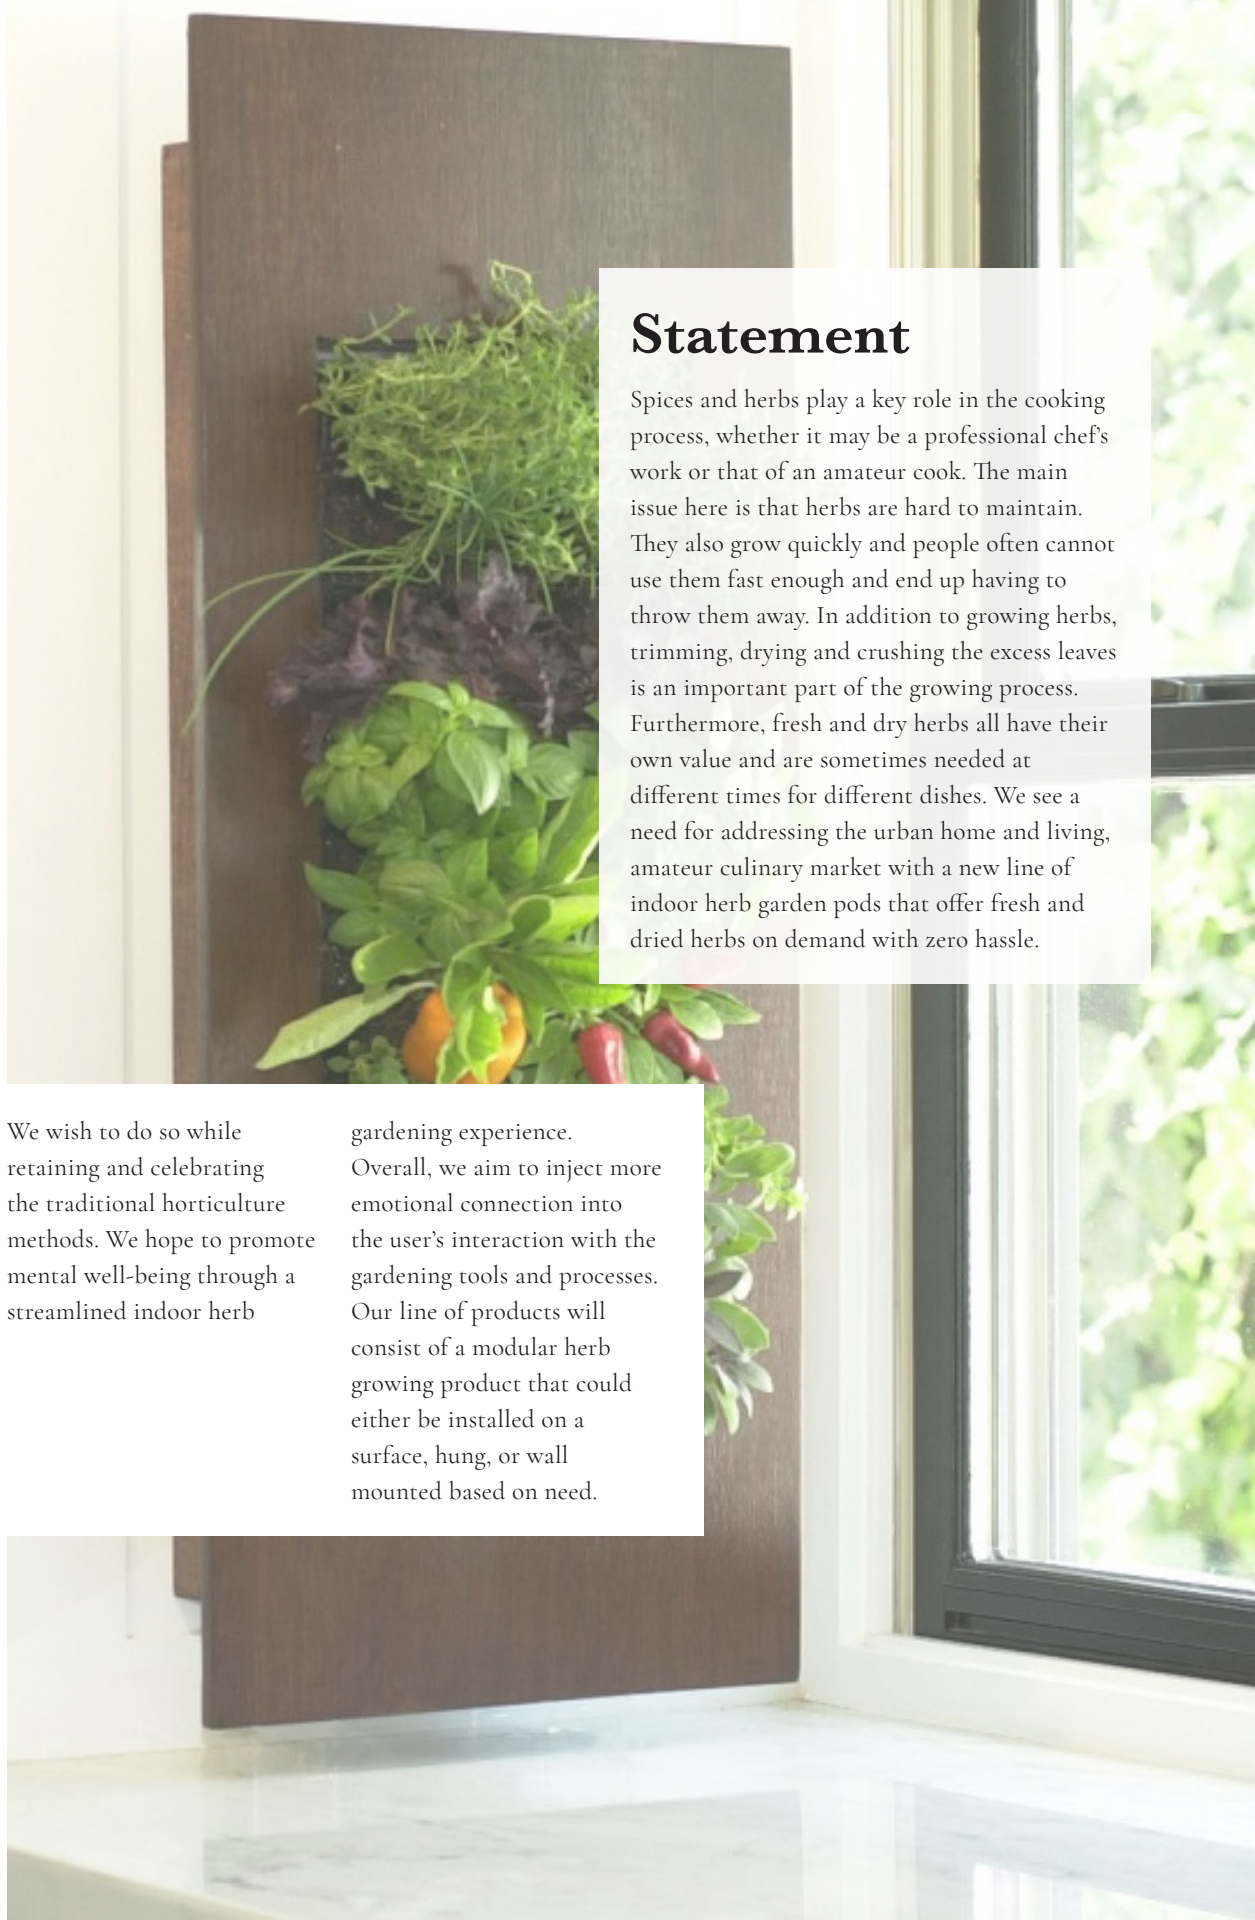 Statement
Spices and herbs play a key role in the cooking
process, whether it may be a professional chef’s
work or that of an amateur cook. The main
issue here is that herbs are hard to maintain.
They also grow quickly and people often cannot
use them fast enough and end up having to
throw them away. In addition to growing herbs,
trimming, drying and crushing the excess leaves
is an important part of the growing process.
Furthermore, fresh and dry herbs all have their
own value and are sometimes needed at
different times for different dishes. We see a
need for addressing the urban home and living,
amateur culinary market with a new line of
indoor herb garden pods that offer fresh and
dried herbs on demand with zero hassle.
We wish to do so while
retaining and celebrating
the traditional horticulture
methods. We hope to promote
mental well-being through a
streamlined indoor herb
gardening experience.
Overall, we aim to inject more
emotional connection into
the user’s interaction with the
gardening tools and processes.
Our line of products will
consist of a modular herb
growing product that could
either be installed on a
surface, hung, or wall
mounted based on need.